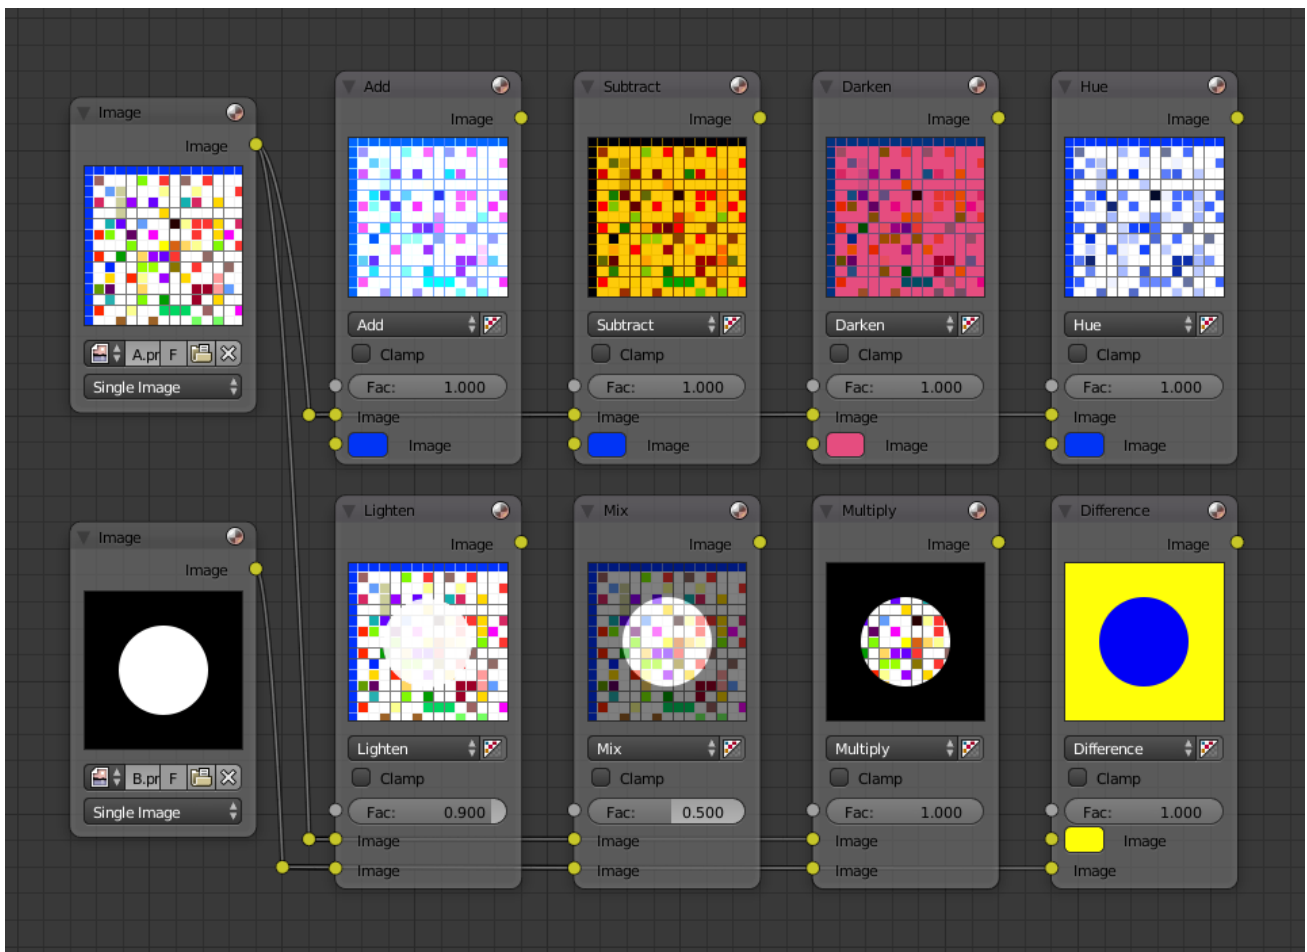 Image
Image
A.pr F
Single Image
Add
Image
Add
Clamp
Fac: 1.000
Image
Image
Subtract
Image
Subtract
Clamp
Fac: 1.000
Image
Image
Darken
Image
Darken
Clamp
Fac: 1.000
Image
Image
Hue
Image
Hue
Clamp
Fac: 1.000
Image
Image
Image
Image
B.pr F
Single Image
Lighten
Image
Lighten
Clamp
Fac: 0.900
Image
Image
Mix
Image
Mix
Clamp
Fac: 0.500
Image
Image
Multiply
Image
Multiply
Clamp
Fac: 1.000
Image
Image
Difference
Image
Difference
Clamp
Fac: 1.000
Image
Image